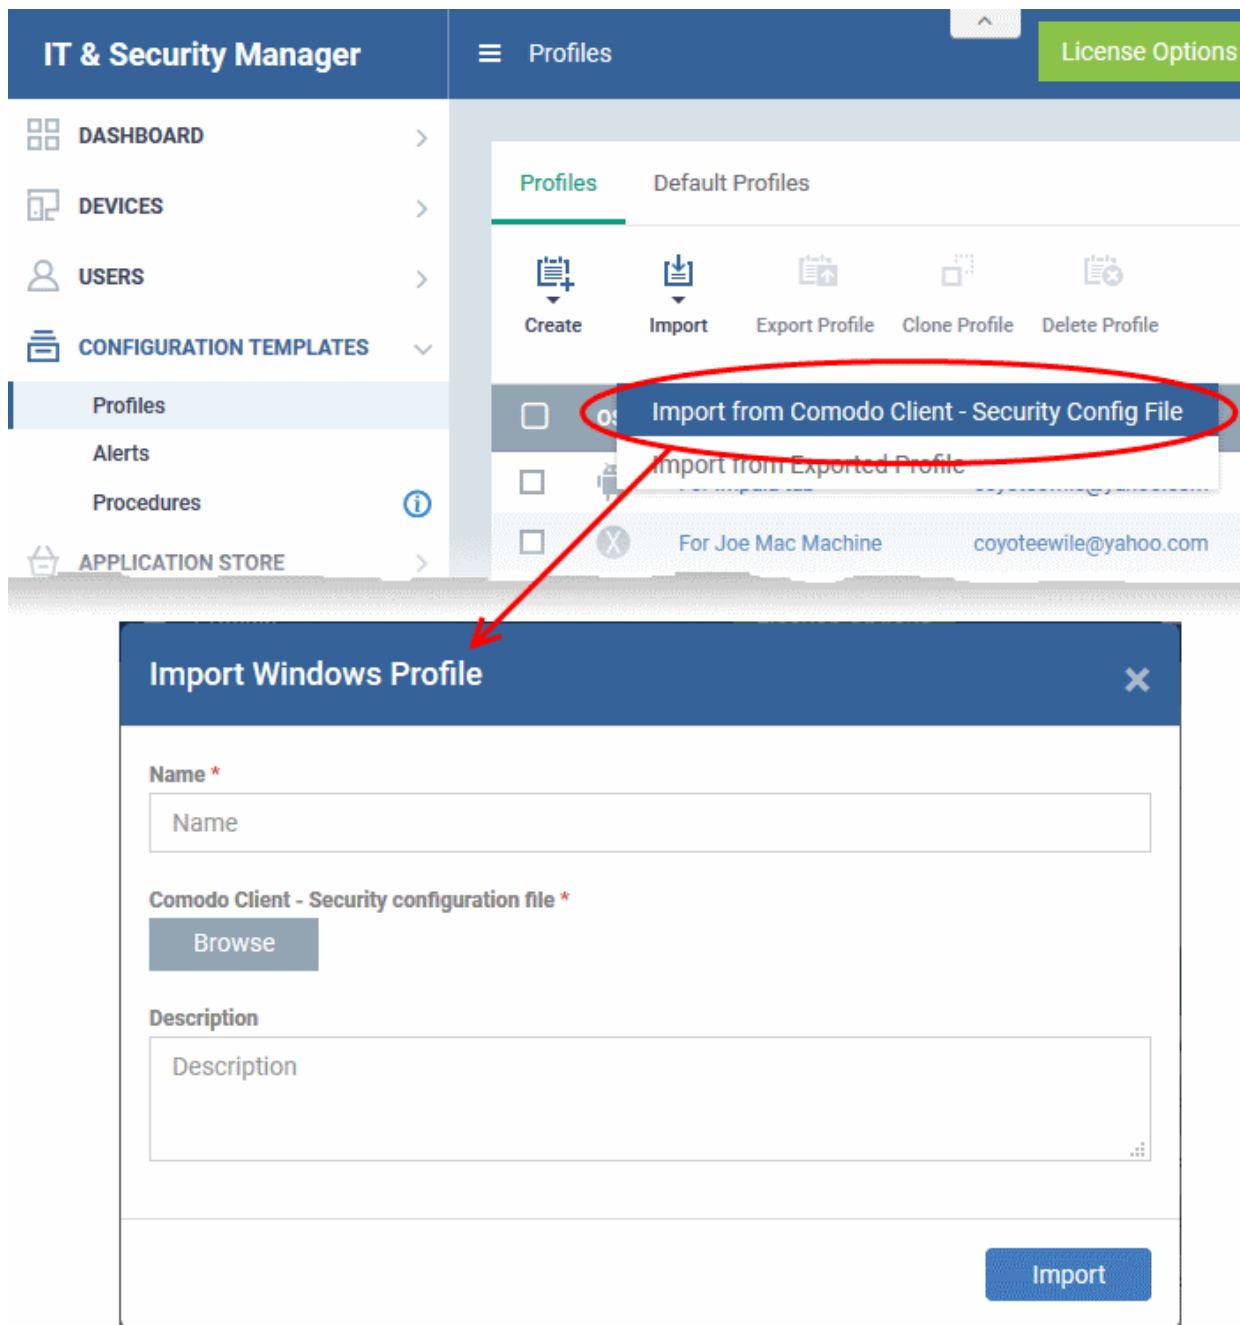 IT & Security Manager
Profiles
License Options
DASHBOARD
DEVICES
USERS
CONFIGURATION TEMPLATES
Profiles
Alerts
Procedures
APPLICATION STORE
Profiles Default Profiles
Create Import Export Profile Clone Profile Delete Profile
OS
Import from Comodo Client - Security Config File
Import from Exported Profile
For Joe Mac Machine coyoteewile@yahoo.com
Import Windows Profile
Name *
Name
Comodo Client - Security configuration file *
Browse
Description
Description
Import